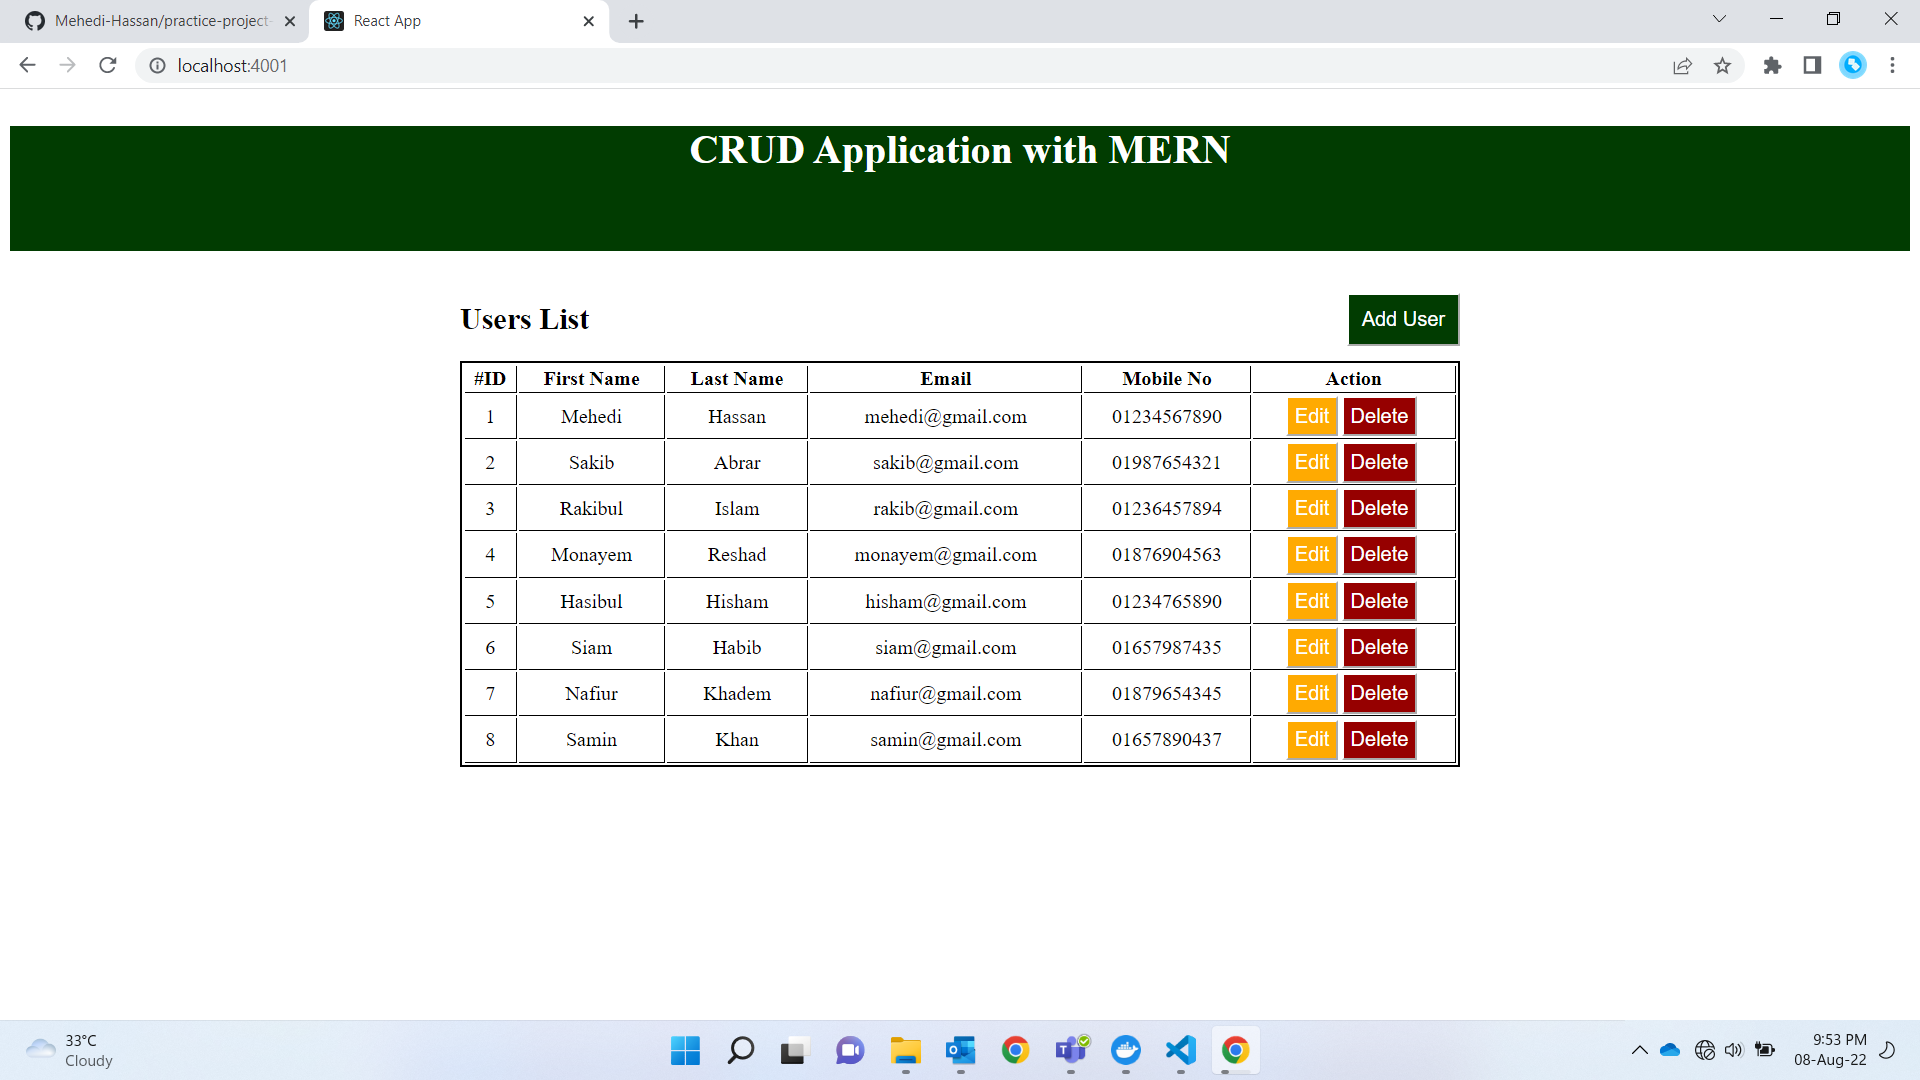 Mehedi-Hassan/practice-project-
React App
localhost:4001
CRUD Application with MERN
Users List
Add User
#ID First Name Last Name Email Mobile No Action
1 Mehedi Hassan mehedi@gmail.com 01234567890 Edit Delete
2 Sakib Abrar sakib@gmail.com 01987654321 Edit Delete
3 Rakibul Islam rakib@gmail.com 01236457894 Edit Delete
4 Monayem Reshad monayem@gmail.com 01876904563 Edit Delete
5 Hasibul Hisham hisham@gmail.com 01234765890 Edit Delete
6 Siam Habib siam@gmail.com 01657987435 Edit Delete
7 Nafiur Khadem nafiur@gmail.com 01879654345 Edit Delete
8 Samin Khan samin@gmail.com 01657890437 Edit Delete
33°C
Cloudy
9:53 PM
08-Aug-22